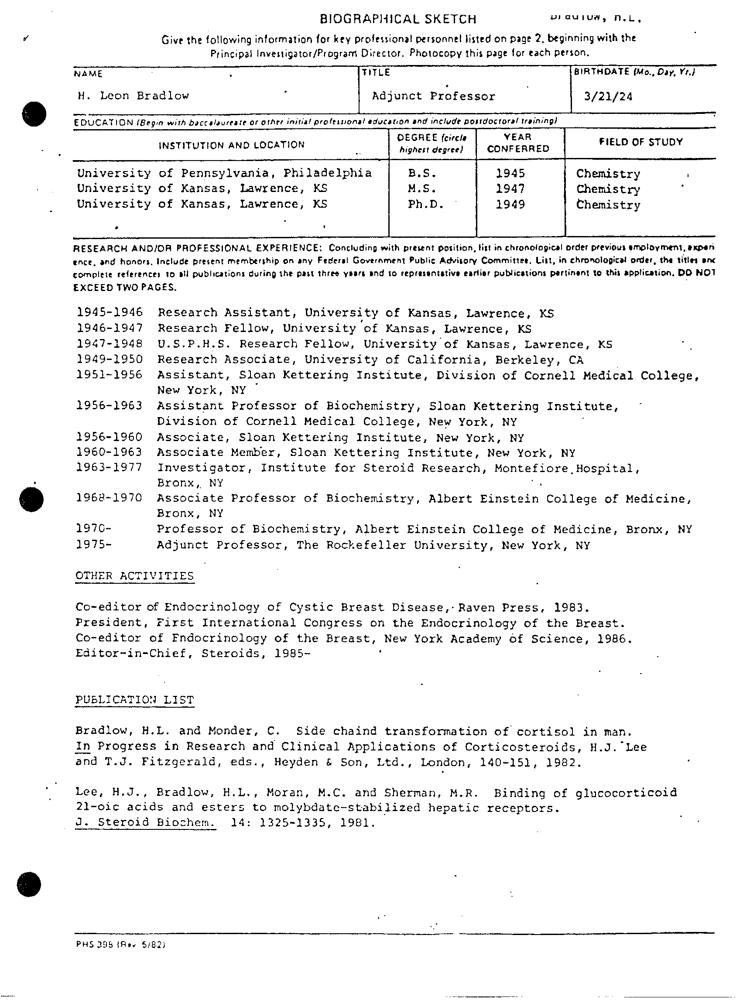 BIOGRAPHICAL SKETCH
Bradlow, H.L.
Give the following information for key professional personnel listed on page 2, beginning with the
Principal Investigator/Program Director. Photocopy this page for each person.
NAME TITLE BIRTHDATE (Mo., Day, Yr.)
H. Leon Bradlow Adjunct Professor 3/21/24
EDUCATION (Begin with baccalaureate or other initial professional education and include postdoctoral training)
INSTITUTION AND LOCATION DEGREE (circle highest degree) YEAR CONFERRED FIELD OF STUDY
University of Pennsylvania, Philadelphia B.S. 1945 Chemistry
University of Kansas, Lawrence, KS M.S. 1947 Chemistry
University of Kansas, Lawrence, KS Ph.D. 1949 Chemistry
RESEARCH AND/OR PROFESSIONAL EXPERIENCE: Concluding with present position, list in chronological order previous employment, experi
ence, and honors. Include present membership on any Federal Government Public Advisory Committee. List, in chronological order, the titles and
complete references to all publications during the past three years and to representative earlier publications pertinent to this application. DO NOT
EXCEED TWO PAGES.
1945-1946 Research Assistant, University of Kansas, Lawrence, KS
1946-1947 Research Fellow, University of Kansas, Lawrence, KS
1947-1948 U.S.P.H.S. Research Fellow, University of Kansas, Lawrence, KS
1949-1950 Research Associate, University of California, Berkeley, CA
1951-1956 Assistant, Sloan Kettering Institute, Division of Cornell Medical College,
New York, NY
1956-1963 Assistant Professor of Biochemistry, Sloan Kettering Institute,
Division of Cornell Medical College, New York, NY
1956-1960 Associate, Sloan Kettering Institute, New York, NY
1960-1963 Associate Member, Sloan Kettering Institute, New York, NY
1963-1977 Investigator, Institute for Steroid Research, Montefiore Hospital,
Bronx, NY
1968-1970 Associate Professor of Biochemistry, Albert Einstein College of Medicine,
Bronx, NY
1970- Professor of Biochemistry, Albert Einstein College of Medicine, Bronx, NY
1975- Adjunct Professor, The Rockefeller University, New York, NY
OTHER ACTIVITIES
Co-editor of Endocrinology of Cystic Breast Disease, Raven Press, 1983.
President, First International Congress on the Endocrinology of the Breast.
Co-editor of Endocrinology of the Breast, New York Academy of Science, 1986.
Editor-in-Chief, Steroids, 1985-
PUBLICATION LIST
Bradlow, H.L. and Monder, C. Side chaind transformation of cortisol in man.
In Progress in Research and Clinical Applications of Corticosteroids, H.J. Lee
and T.J. Fitzgerald, eds., Heyden & Son, Ltd., London, 140-151, 1982.
Lee, H.J., Bradlow, H.L., Moran, M.C. and Sherman, M.R. Binding of glucocorticoid
21-oic acids and esters to molybdate-stabilized hepatic receptors.
J. Steroid Biochem. 14: 1325-1335, 1981.
PHS 398 (Rev. 5/82)